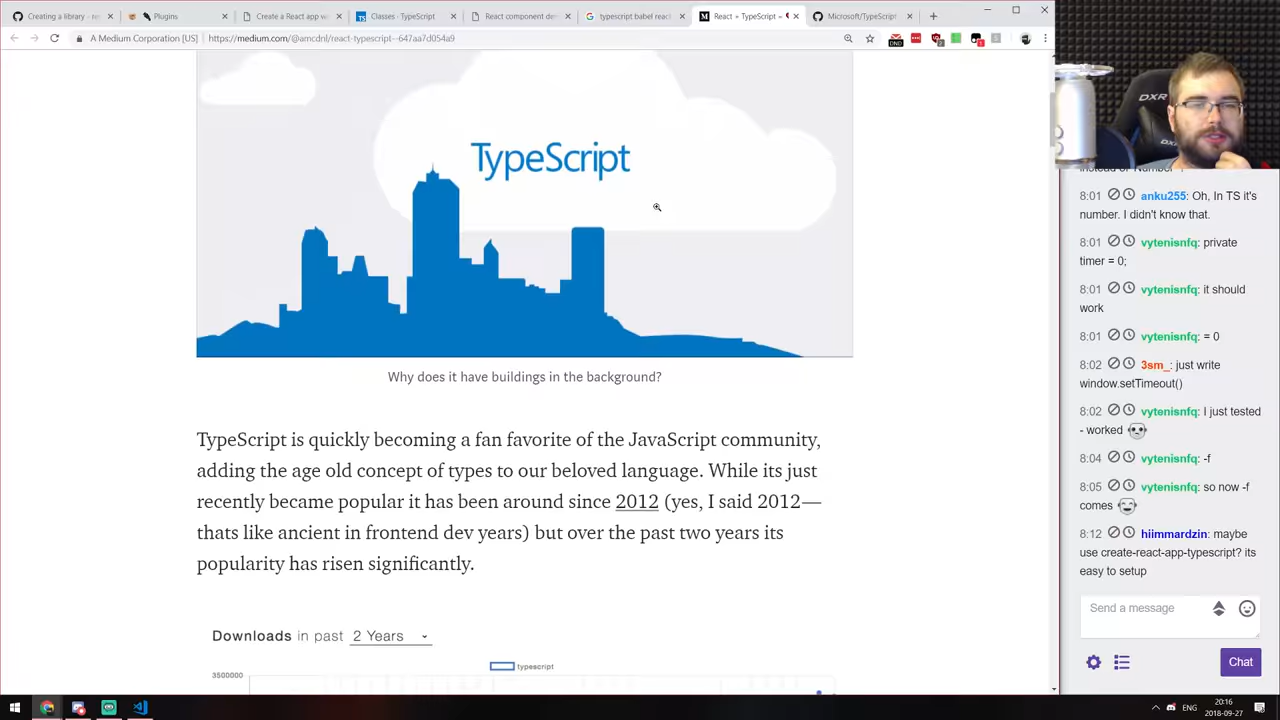 Creating a library - re
Plugins
Create a React app w
Classes · TypeScript
React component de
typescript babel react
React » TypeScript = 
Microsoft/TypeScript
A Medium Corporation [US]
https://medium.com/@amcdnl/react-typescript--647aa7d054a9
TypeScript
Why does it have buildings in the background?
TypeScript is quickly becoming a fan favorite of the JavaScript community,
adding the age old concept of types to our beloved language. While its just
recently became popular it has been around since 2012 (yes, I said 2012—
thats like ancient in frontend dev years) but over the past two years its
popularity has risen significantly.
Downloads in past 2 Years
typescript
3500000
DXR
8:01 anku255: Oh, In TS it's
number. I didn't know that.
8:01 vytenisnfq: private
timer = 0;
8:01 vytenisnfq: it should
work
8:01 vytenisnfq: = 0
8:02 3sm_: just write
window.setTimeout()
8:02 vytenisnfq: I just tested
- worked
8:04 vytenisnfq: -f
8:05 vytenisnfq: so now -f
comes
8:12 hiimmardzin: maybe
use create-react-app-typescript? its
easy to setup
Send a message
Chat
ENG
20:16
2018-09-27